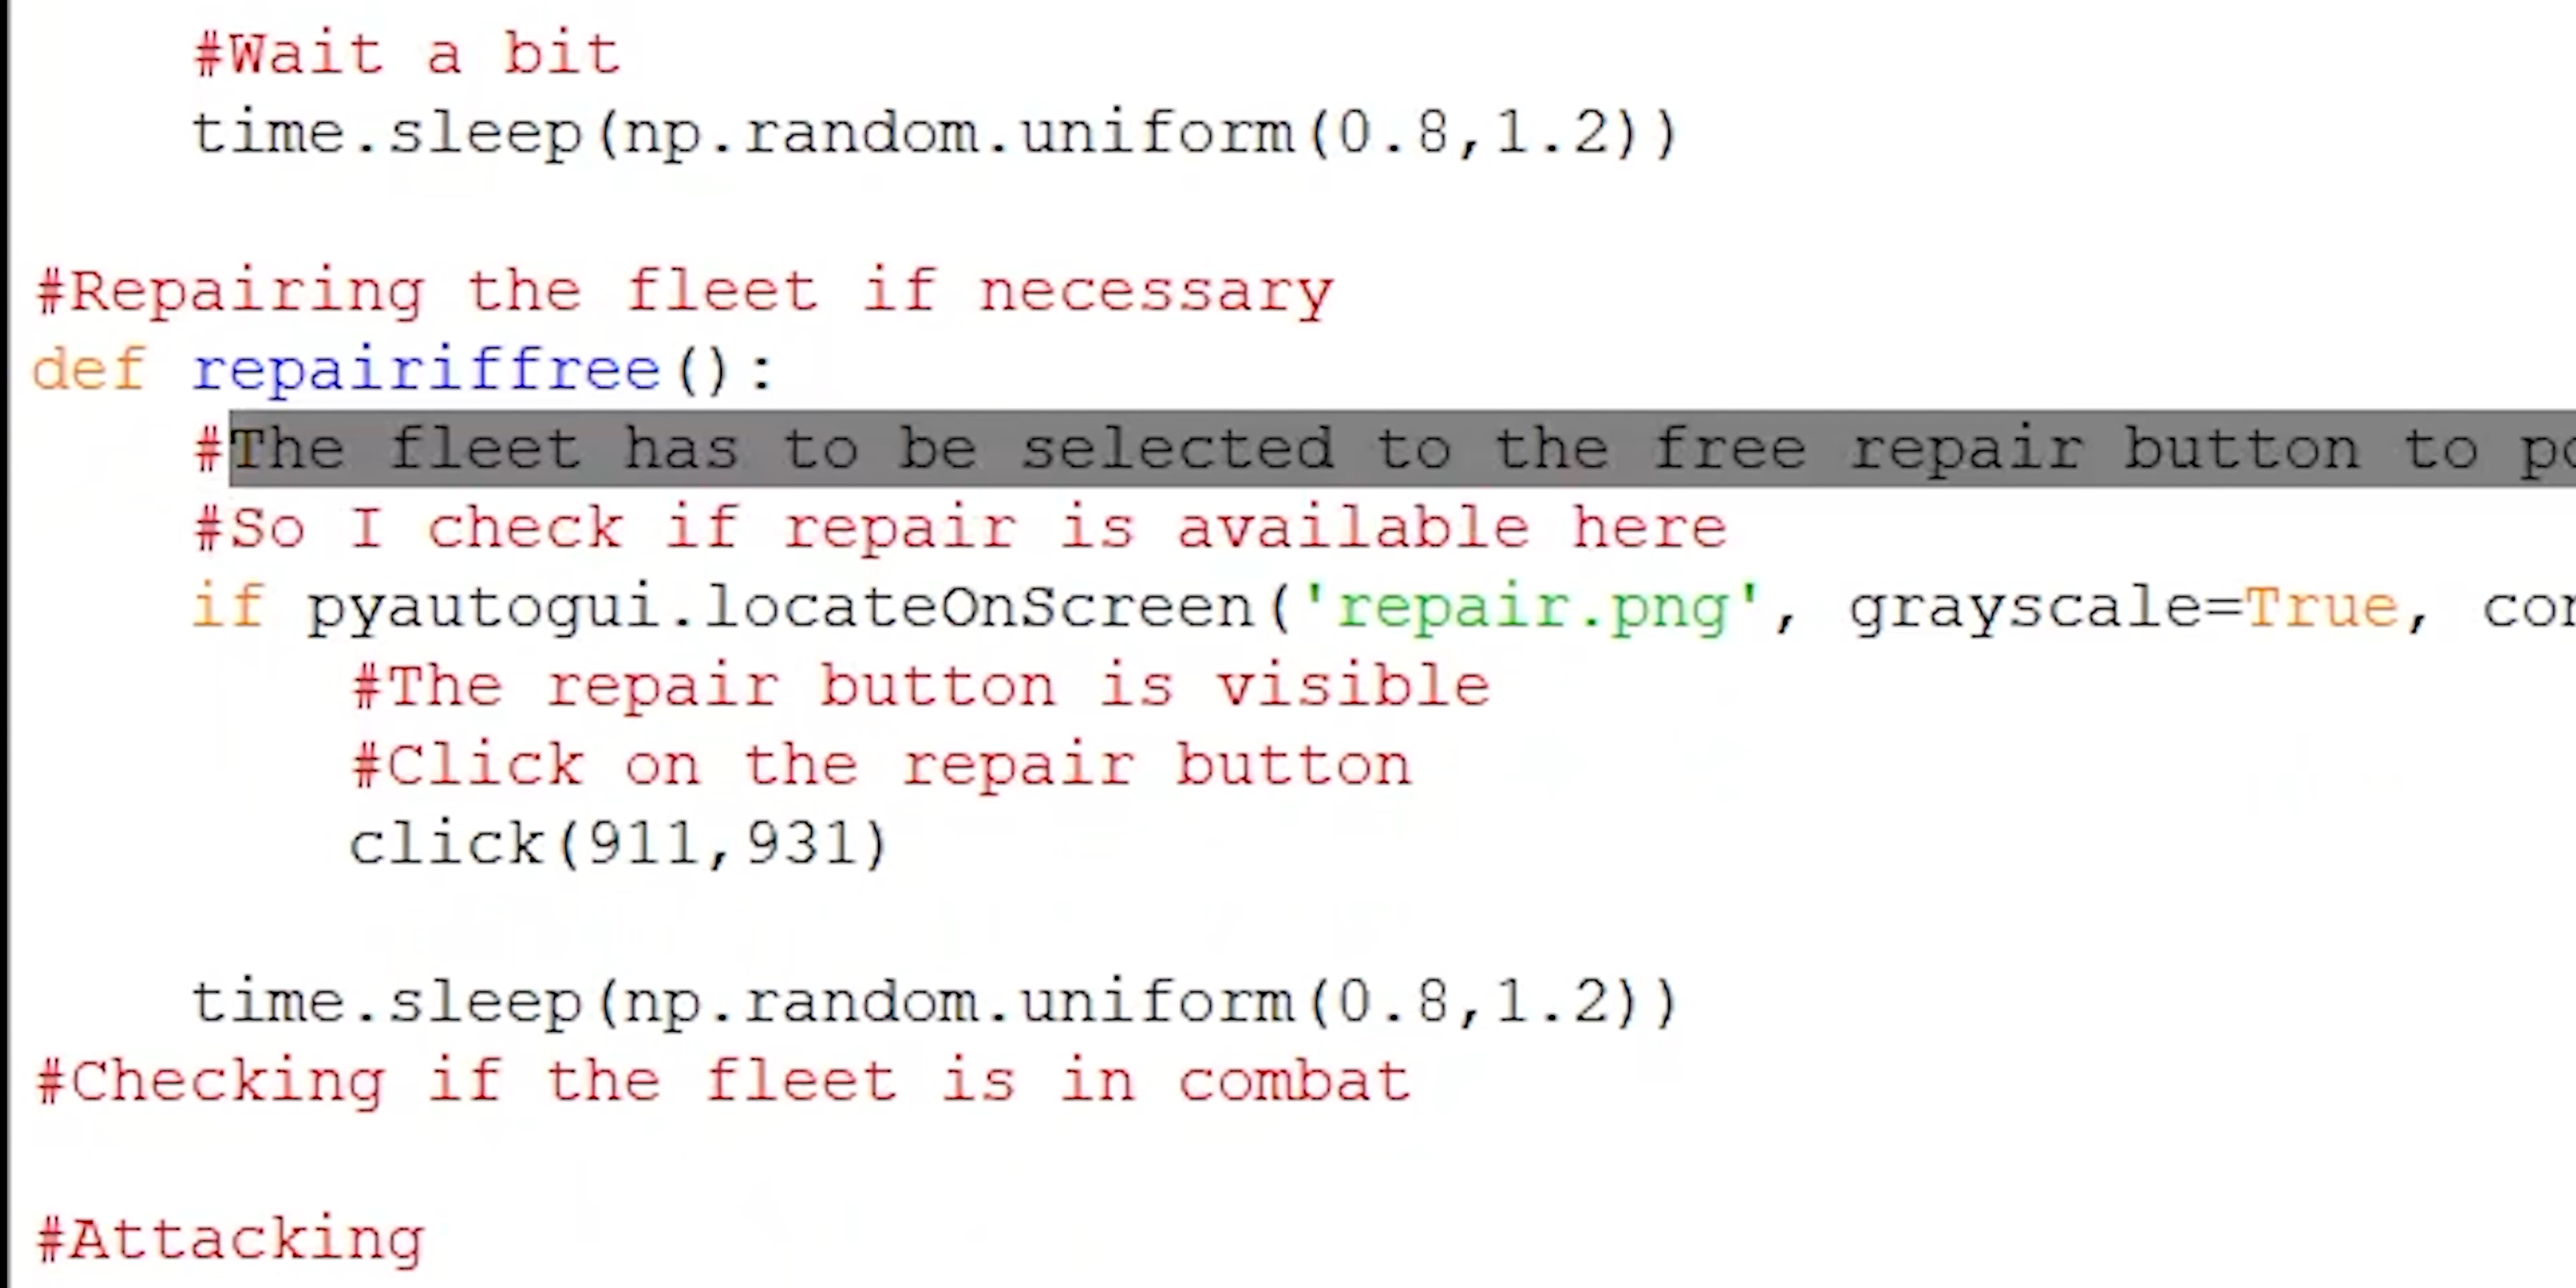 #Wait a bit
time.sleep(np.random.uniform(0.8,1.2))
#Repairing the fleet if necessary
def repairiffree():
#The fleet has to be selected to the free repair button to
#So I check if repair is available here
if pyautogui.locateOnScreen('repair.png', grayscale=True,
#The repair button is visible
#Click on the repair button
click(911,931)
time.sleep(np.random.uniform(0.8,1.2))
#Checking if the fleet is in combat
#Attacking